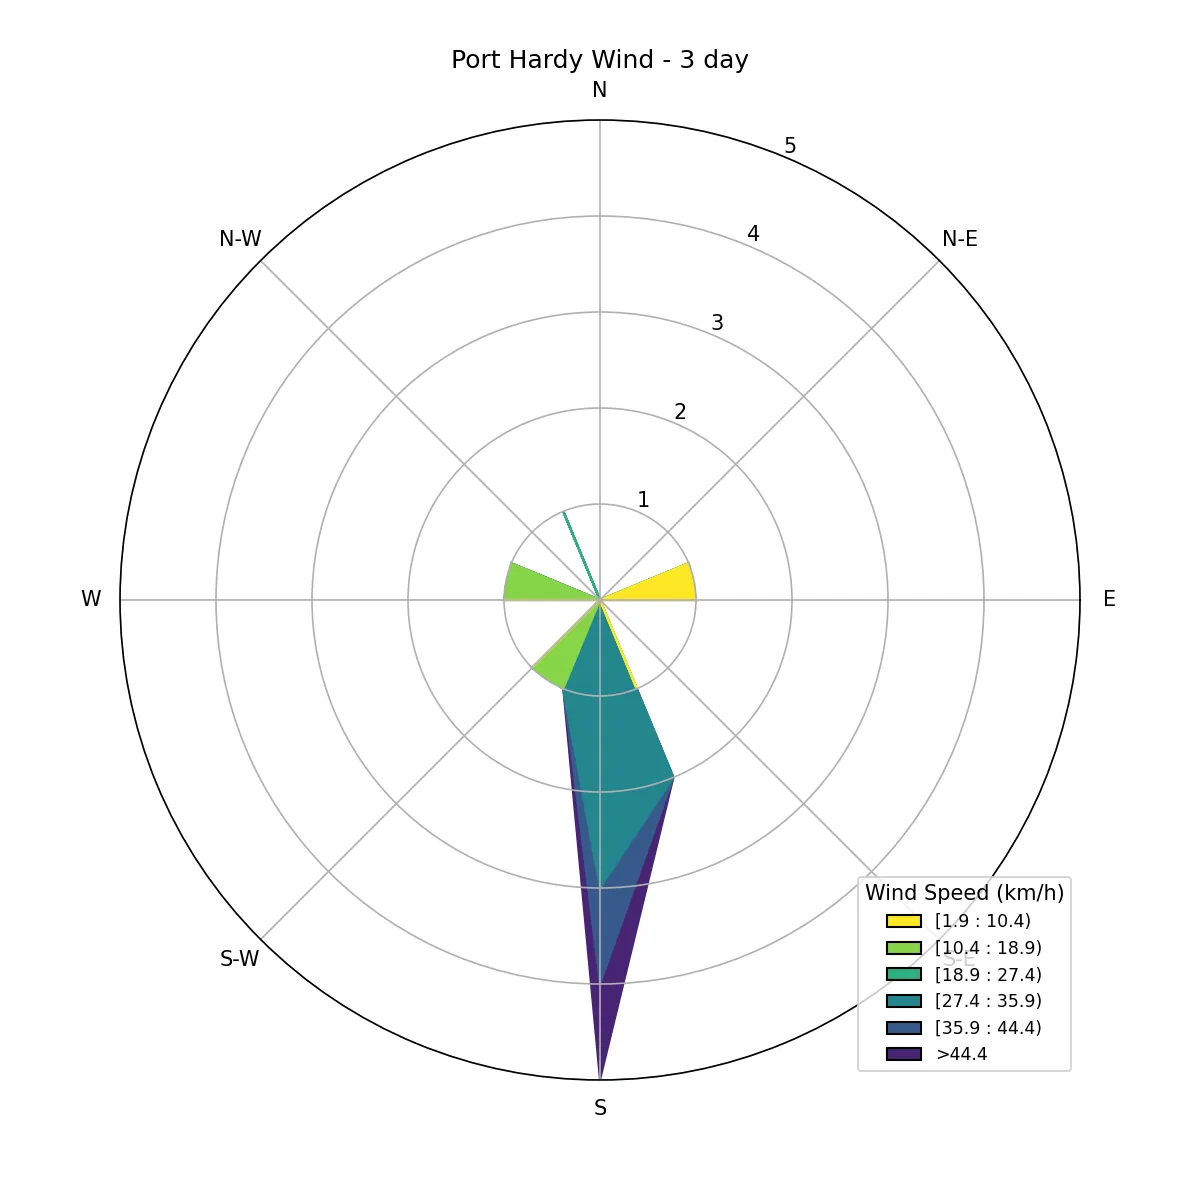 Port Hardy Wind - 3 day
N
5
N-W
N-E
4
3
2
1
W
E
S-W
S-E
Wind Speed (km/h)
[1.9 : 10.4)
[10.4 : 18.9)
[18.9 : 27.4)
[27.4 : 35.9)
[35.9 : 44.4)
>44.4
S